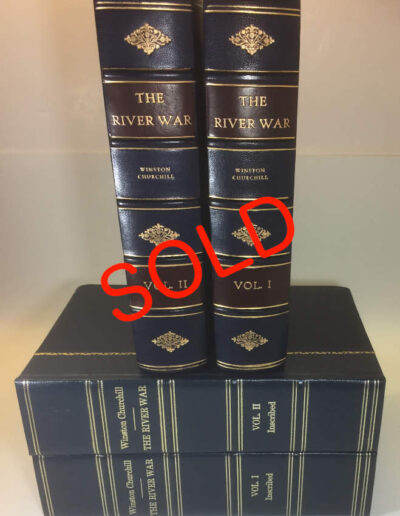 THE
RIVER WAR
WINSTON
CHURCHILL
VOL. II
THE
RIVER WAR
WINSTON
CHURCHILL
VOL. I
SOLD
Winston Churchill
THE RIVER WAR
VOL. II
Inscribed
Winston Churchill
THE RIVER WAR
VOL. I
Inscribed